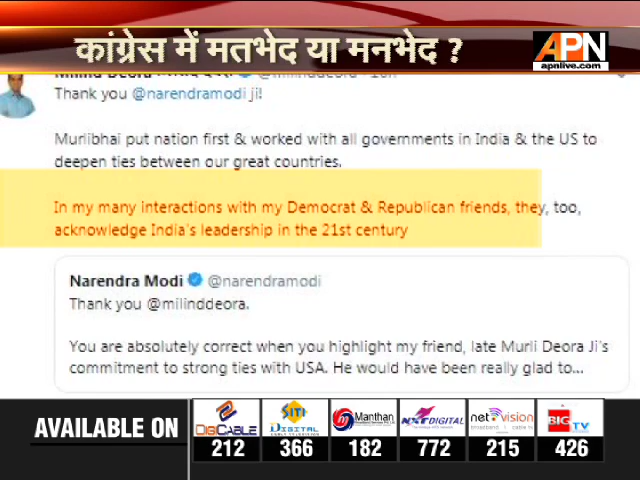 कांग्रेस में मतभेद या मनभेद ?
APN
apnlive.com
Milind Deora
Thank you @narendramodi ji!
Murlibhai put nation first & worked with all governments in India & the US to
deepen ties between our great countries.
In my many interactions with my Democrat & Republican friends, they, too,
acknowledge India's leadership in the 21st century
Narendra Modi @narendramodi
Thank you @milinddeora.
You are absolutely correct when you highlight my friend, late Murli Deora Ji's
commitment to strong ties with USA. He would have been really glad to...
AVAILABLE ON
DIGICABLE
212
SITI
DIGITAL
366
Manthan
182
NXT DIGITAL
772
net vision
215
BIG TV
426